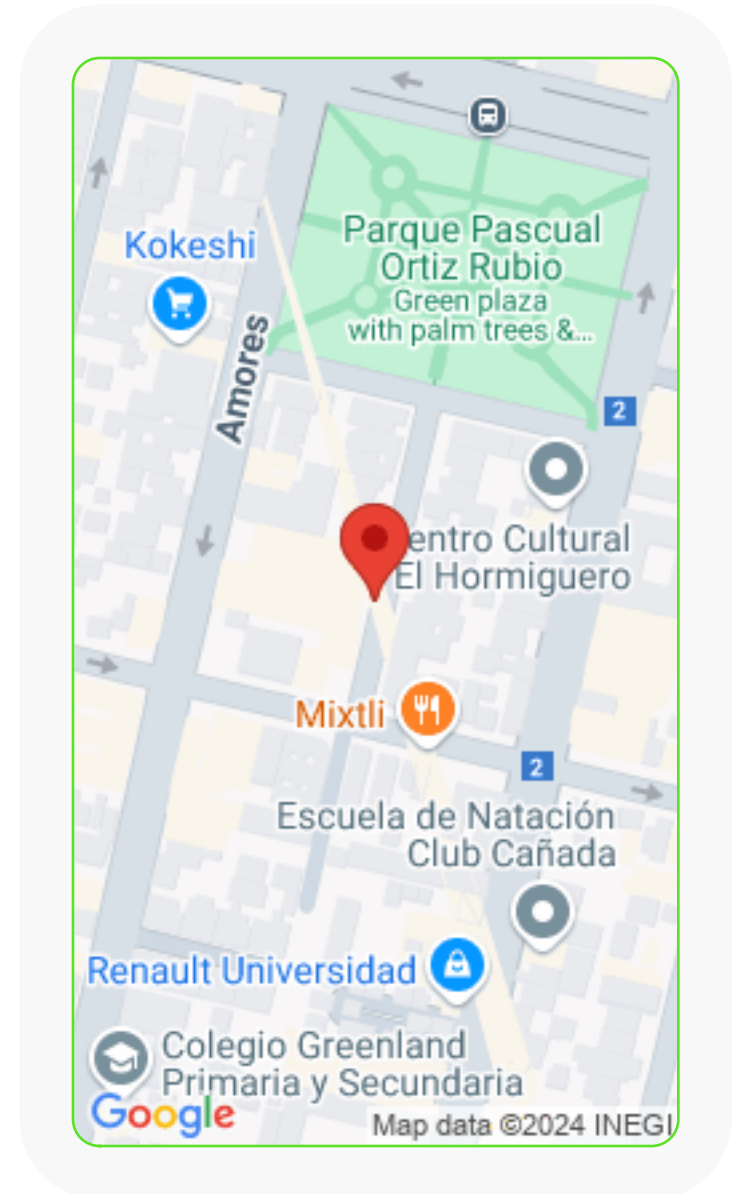 Kokeshi
Parque Pascual
Ortiz Rubio
Green plaza
with palm trees &...
Amores
2
entro Cultural
El Hormiguero
Mixtli
2
Escuela de Natación
Club Cañada
Renault Universidad
Colegio Greenland
Primaria y Secundaria
Google
Map data ©2024 INEGI